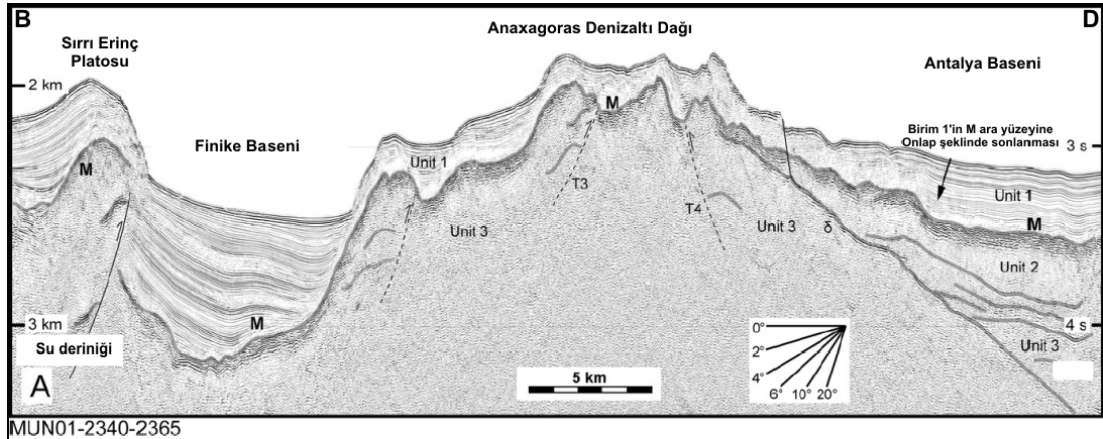 B
D
Anaxagoras Denizaltı Dağı
Sırrı Erinç
Platosu
Antalya Baseni
2 km
Finike Baseni
M
Birim 1'in M ara yüzeyine
Onlap şeklinde sonlanması
3 s
M
Unit 1
T3
Unit 1
T4
Unit 3
Unit 3
δ
M
Unit 2
M
3 km
4 s
0°
2°
4°
6° 10° 20°
Su deriniği
Unit 3
5 km
A
MUN01-2340-2365